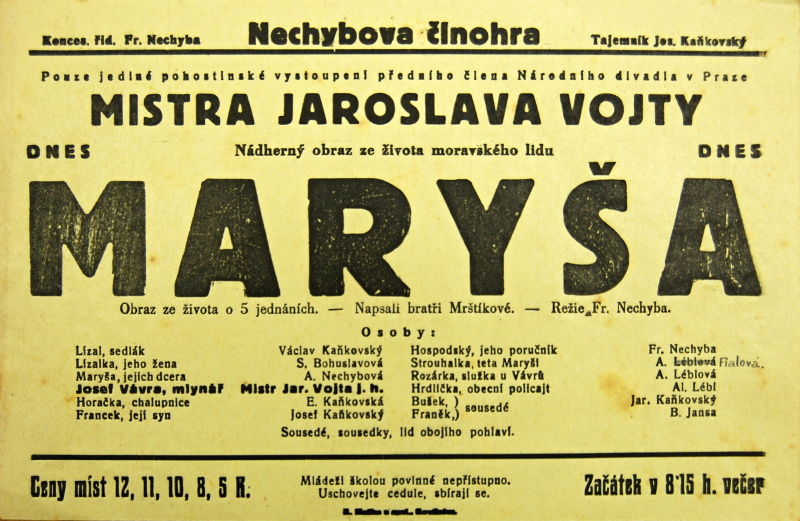 Nechybova činohra
Konces. řid. Fr. Nechyba
Tajemník Jos. Kaňkovský
Pouze jediné pohostinské vystoupení předního člena Národního divadla v Praze
MISTRA JAROSLAVA VOJTY
DNES Nádherný obraz ze života moravského lidu DNES
MARYŠA
Obraz ze života o 5 jednáních. — Napsali bratři Mrštíkové. — Režie Fr. Nechyba.
Osoby:
Lízal, sedlák Václav Kaňkovský
Lízalka, jeho žena S. Bohuslavová
Maryša, jejich dcera A. Nechybová
Josef Vávra, mlynář Mistr Jar. Vojta j. h.
Horačka, chalupnice E. Kaňkovská
Francek, její syn Josef Kaňkovský
Hospodský, jeho poručník Fr. Nechyba
Strouhalka, teta Maryší A. Léblová Fialová.
Rozárka, služka u Vávrů A. Léblová
Hrdlička, obecní policajt Al. Lébl
Bušek, ) sousedé Jar. Kaňkovský
Franěk,) B. Jansa
Sousedé, sousedky, lid obojího pohlaví.
Ceny míst 12, 11, 10, 8, 5 K.
Mládeži školou povinné nepřístupno.
Uschovejte cedule, sbírají se.
Začátek v 8·15 h. večer